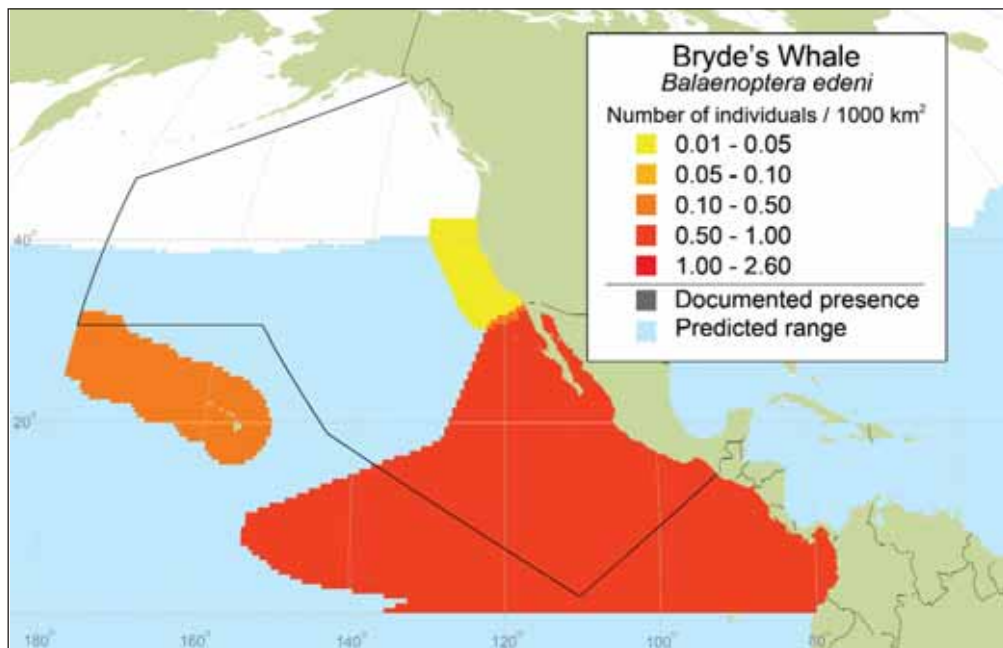 Bryde's Whale
Balaenoptera edeni
Number of individuals / 1000 km²
0.01 - 0.05
0.05 - 0.10
0.10 - 0.50
0.50 - 1.00
1.00 - 2.60
Documented presence
Predicted range
40°
20°
180° 160° 140° 120° 100° 80